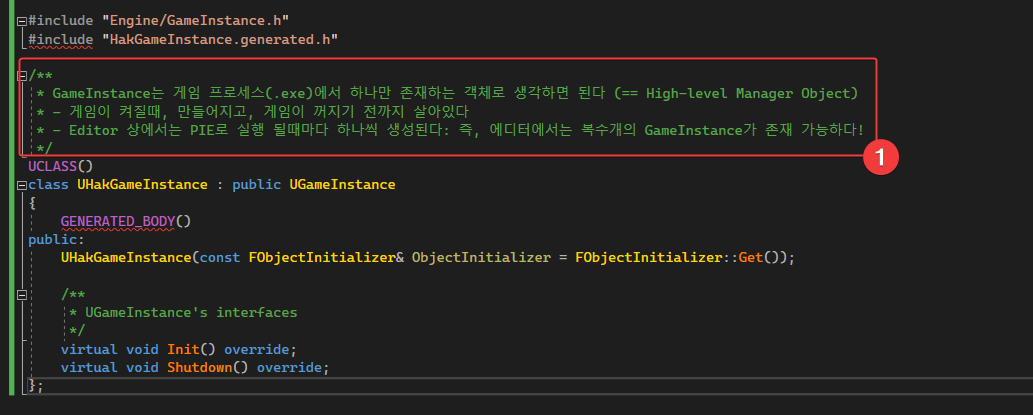 #include "Engine/GameInstance.h"
#include "HakGameInstance.generated.h"
/**
* GameInstance는 게임 프로세스(.exe)에서 하나만 존재하는 객체로 생각하면 된다 (== High-level Manager Object)
* - 게임이 켜질때, 만들어지고, 게임이 꺼지기 전까지 살아있다
* - Editor 상에서는 PIE로 실행 될때마다 하나씩 생성된다: 즉, 에디터에서는 복수개의 GameInstance가 존재 가능하다!
*/
1
UCLASS()
class UHakGameInstance : public UGameInstance
{
GENERATED_BODY()
public:
UHakGameInstance(const FObjectInitializer& ObjectInitializer = FObjectInitializer::Get());
/**
* UGameInstance's interfaces
*/
virtual void Init() override;
virtual void Shutdown() override;
};